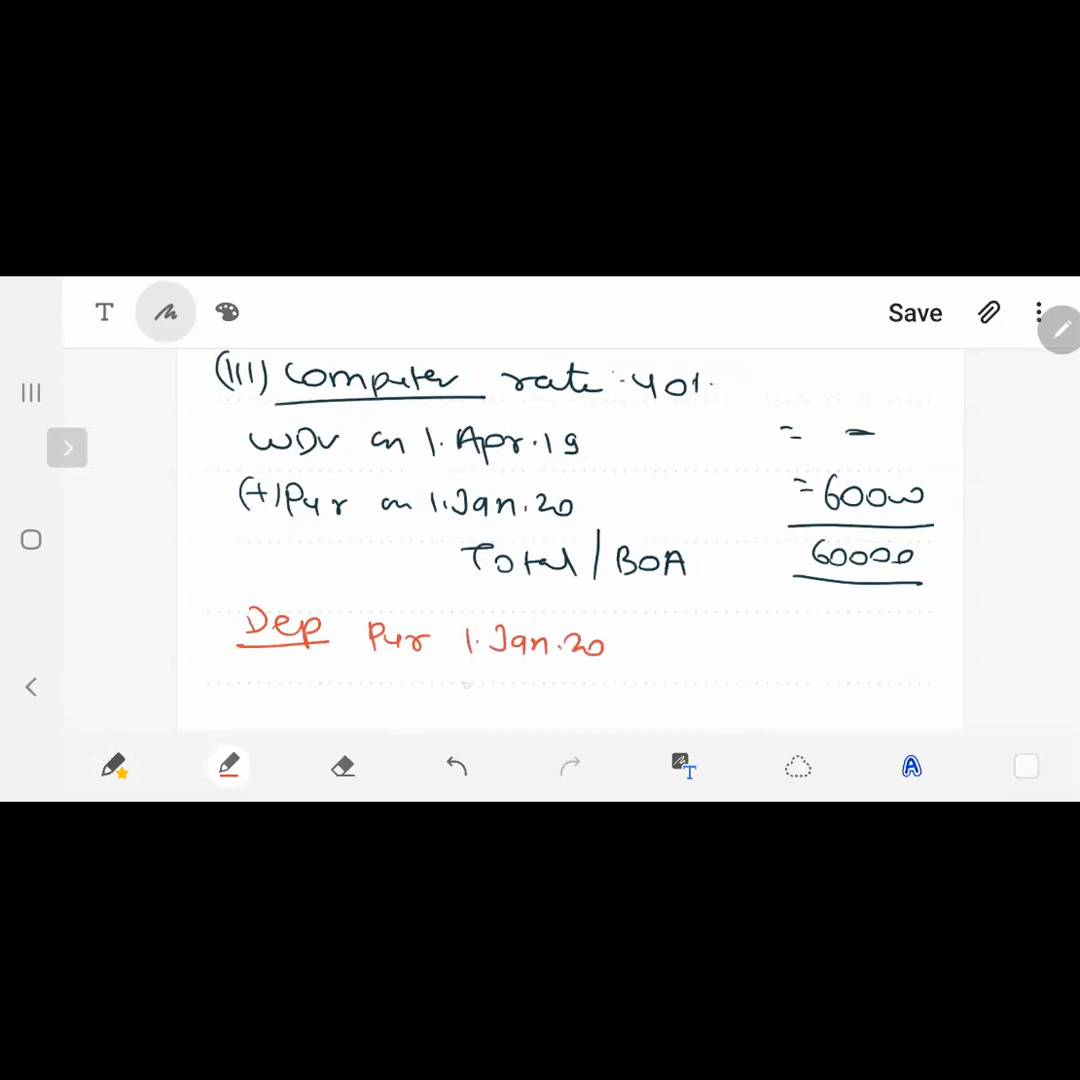 T Save
(III) Computer rate :- 40%.
WDV on 1. Apr. 19 = -
(+) Pur on 1. Jan. 20 = 60000
Total / BOA 60000
Dep Pur 1. Jan. 20